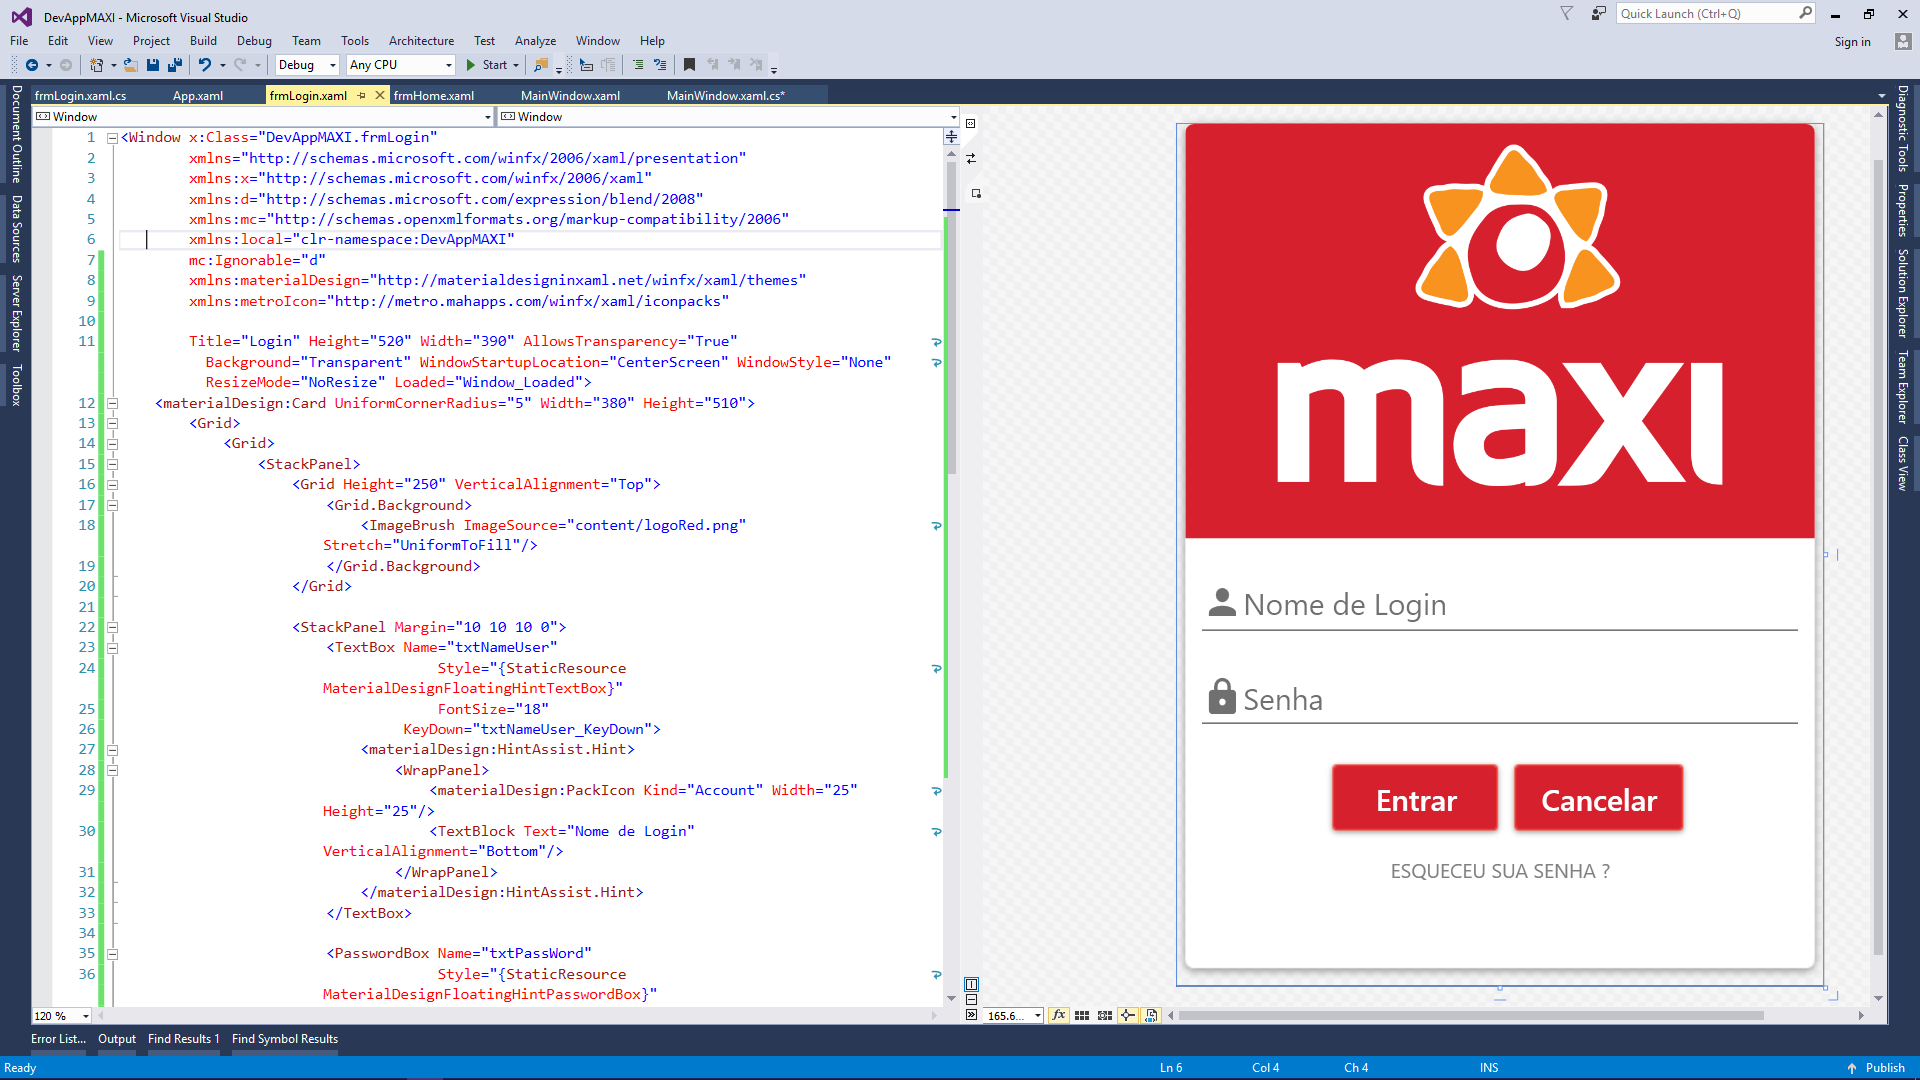 DevAppMAXI - Microsoft Visual Studio
Quick Launch (Ctrl+Q)
File Edit View Project Build Debug Team Tools Architecture Test Analyze Window Help
Sign in
Debug Any CPU Start
frmLogin.xaml.cs App.xaml frmLogin.xaml frmHome.xaml MainWindow.xaml MainWindow.xaml.cs*
Window Window
Document Outline
Data Sources
Server Explorer
Toolbox
1 <Window x:Class="DevAppMAXI.frmLogin"
2 xmlns="http://schemas.microsoft.com/winfx/2006/xaml/presentation"
3 xmlns:x="http://schemas.microsoft.com/winfx/2006/xaml"
4 xmlns:d="http://schemas.microsoft.com/expression/blend/2008"
5 xmlns:mc="http://schemas.openxmlformats.org/markup-compatibility/2006"
6 xmlns:local="clr-namespace:DevAppMAXI"
7 mc:Ignorable="d"
8 xmlns:materialDesign="http://materialdesigninxaml.net/winfx/xaml/themes"
9 xmlns:metroIcon="http://metro.mahapps.com/winfx/xaml/iconpacks"
10
11 Title="Login" Height="520" Width="390" AllowsTransparency="True"
Background="Transparent" WindowStartupLocation="CenterScreen" WindowStyle="None"
ResizeMode="NoResize" Loaded="Window_Loaded">
12 <materialDesign:Card UniformCornerRadius="5" Width="380" Height="510">
13 <Grid>
14 <Grid>
15 <StackPanel>
16 <Grid Height="250" VerticalAlignment="Top">
17 <Grid.Background>
18 <ImageBrush ImageSource="content/logoRed.png"
Stretch="UniformToFill"/>
19 </Grid.Background>
20 </Grid>
21
22 <StackPanel Margin="10 10 10 0">
23 <TextBox Name="txtNameUser"
24 Style="{StaticResource
MaterialDesignFloatingHintTextBox}"
25 FontSize="18"
26 KeyDown="txtNameUser_KeyDown">
27 <materialDesign:HintAssist.Hint>
28 <WrapPanel>
29 <materialDesign:PackIcon Kind="Account" Width="25"
Height="25"/>
30 <TextBlock Text="Nome de Login"
VerticalAlignment="Bottom"/>
31 </WrapPanel>
32 </materialDesign:HintAssist.Hint>
33 </TextBox>
34
35 <PasswordBox Name="txtPassWord"
36 Style="{StaticResource
MaterialDesignFloatingHintPasswordBox}"
120 %
maxi
Nome de Login
Senha
Entrar Cancelar
ESQUECEU SUA SENHA ?
165.6...
fx
Diagnostic Tools
Properties
Solution Explorer
Team Explorer
Class View
Error List... Output Find Results 1 Find Symbol Results
Ready Ln 6 Col 4 Ch 4 INS Publish